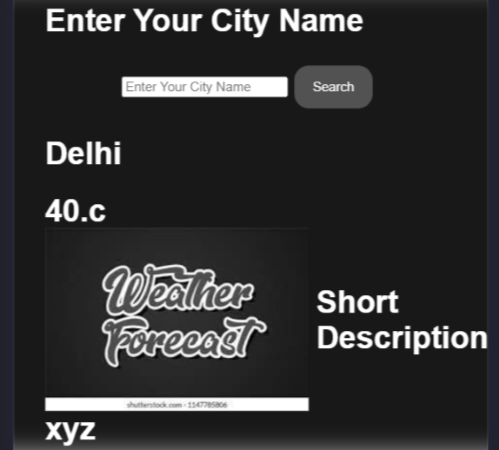 Enter Your City Name
Enter Your City Name
Search
Delhi
40.c
Weather
Forecast
Short
Description
shutterstock.com • 1147785806
xyz